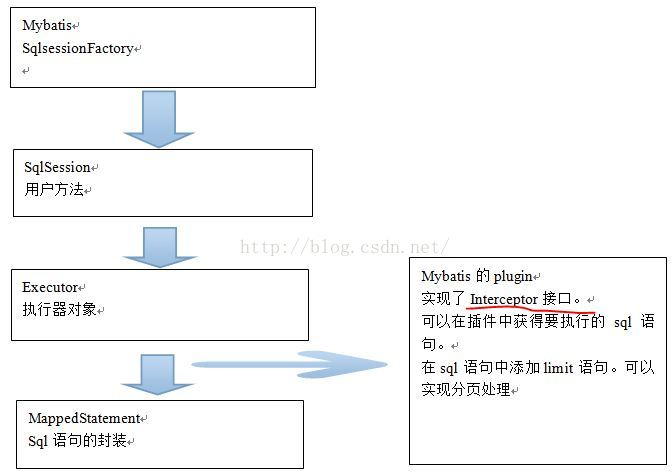 Mybatis
SqlsessionFactory
SqlSession
用户方法
http://blog.csdn.net/
Executor
执行器对象
Mybatis 的 plugin
实现了 Interceptor 接口。
可以在插件中获得要执行的 sql 语
句。
在 sql 语句中添加 limit 语句。可以
实现分页处理
MappedStatement
Sql 语句的封装